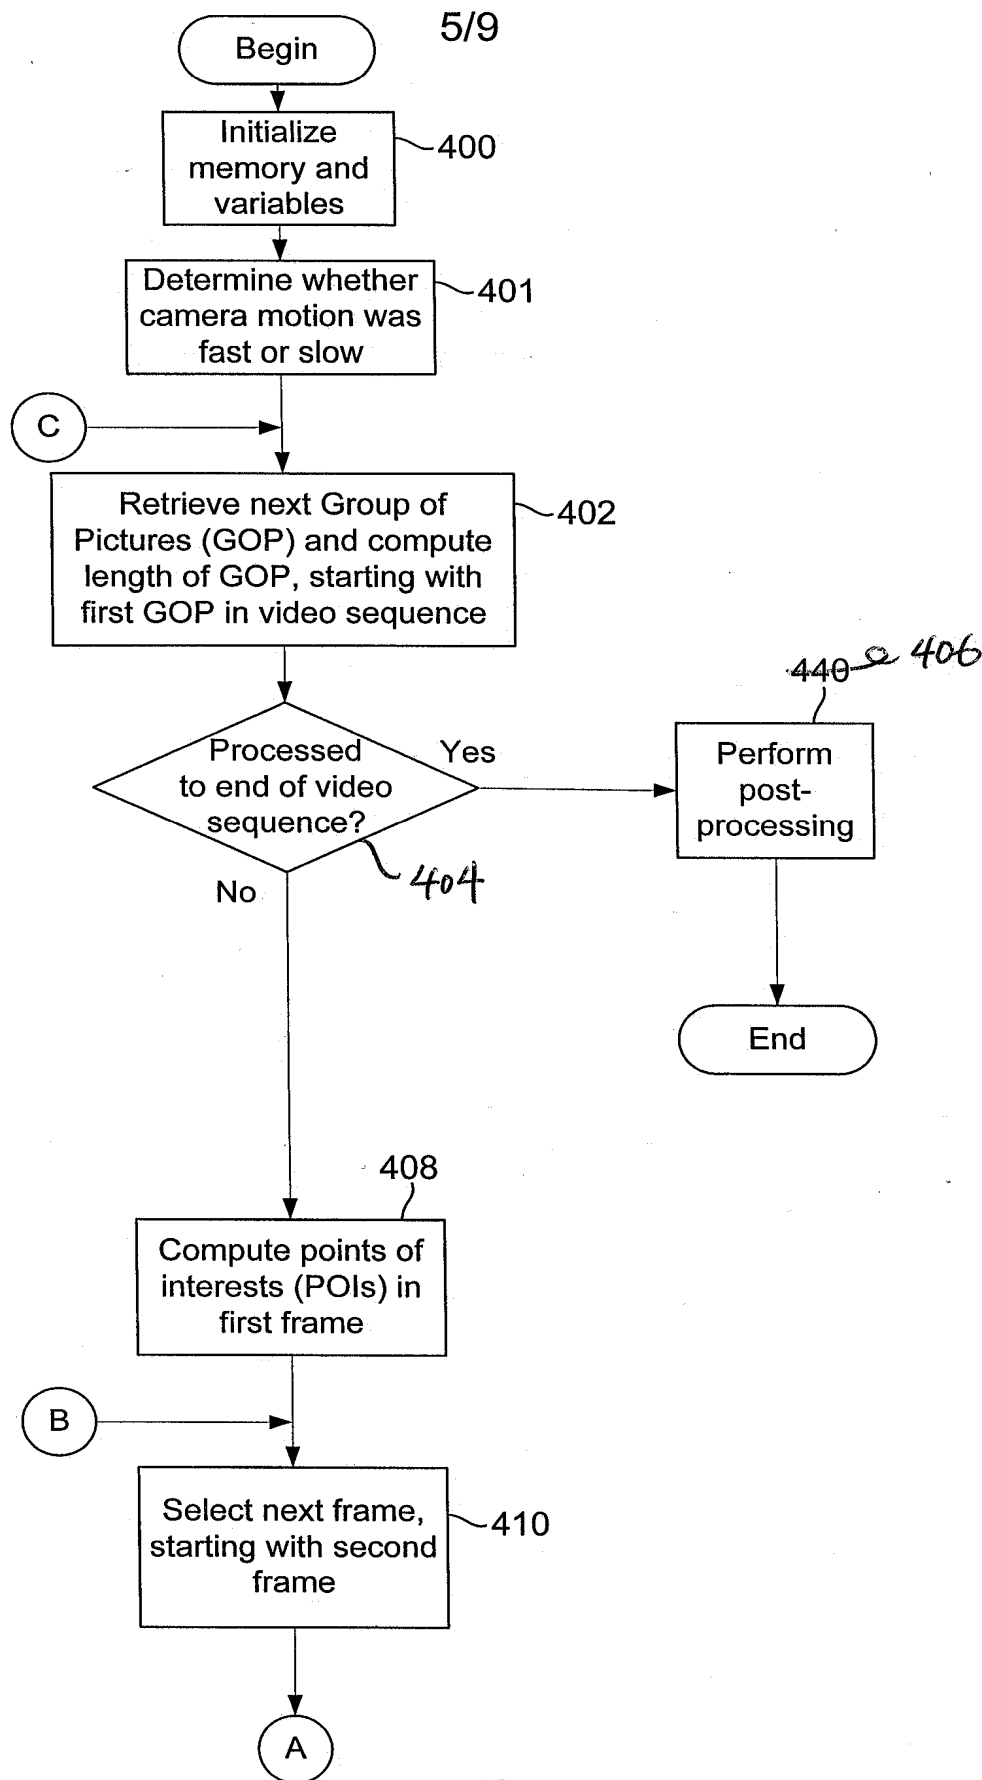 5/9
Begin
Initialize
memory and
variables
400
Determine whether
camera motion was
fast or slow
401
C
Retrieve next Group of
Pictures (GOP) and compute
length of GOP, starting with
first GOP in video sequence
402
Processed
to end of video
sequence?
404
Yes
No
440
406
Perform
post-
processing
End
408
Compute points of
interests (POIs) in
first frame
B
Select next frame,
starting with second
frame
410
A